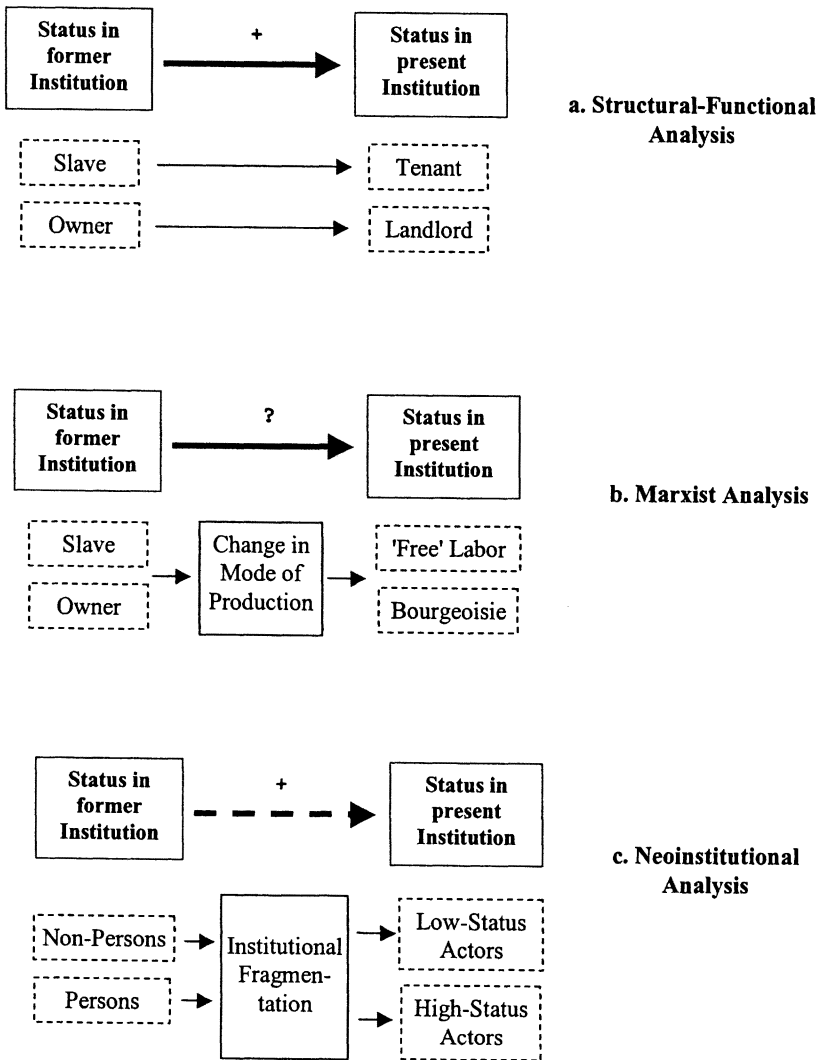 Status in
former
Institution
+
Status in
present
Institution
a. Structural-Functional
Analysis
Slave
Tenant
Owner
Landlord
Status in
former
Institution
?
Status in
present
Institution
b. Marxist Analysis
Slave
Owner
Change in
Mode of
Production
'Free' Labor
Bourgeoisie
Status in
former
Institution
+
Status in
present
Institution
c. Neoinstitutional
Analysis
Non-Persons
Persons
Institutional
Fragmen-
tation
Low-Status
Actors
High-Status
Actors